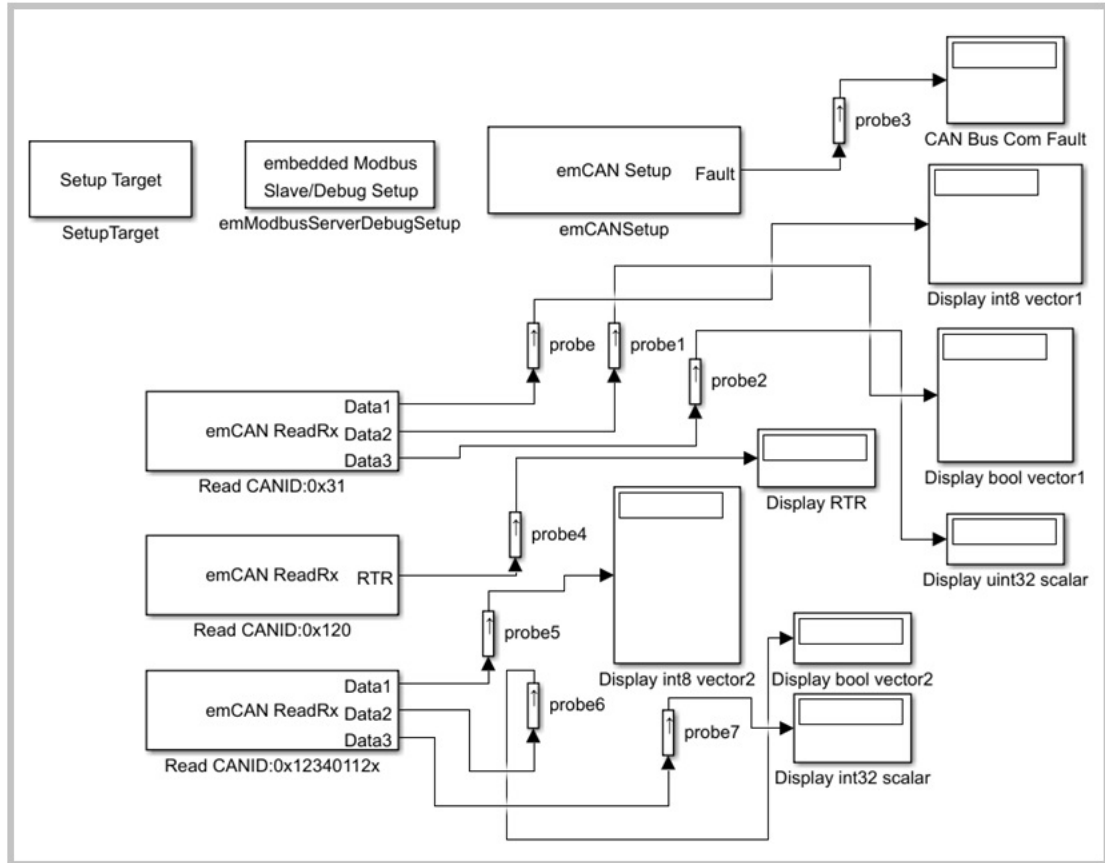 probe3
CAN Bus Com Fault
Setup Target
SetupTarget
embedded Modbus
Slave/Debug Setup
emModbusServerDebugSetup
emCAN Setup
Fault
emCANSetup
Display int8 vector1
probe
probe1
probe2
Data1
emCAN ReadRx
Data2
Data3
Read CANID:0x31
Display bool vector1
Display RTR
probe4
emCAN ReadRx
RTR
Read CANID:0x120
Display uint32 scalar
probe5
Display int8 vector2
Display bool vector2
Data1
emCAN ReadRx
Data2
Data3
Read CANID:0x12340112x
probe6
probe7
Display int32 scalar